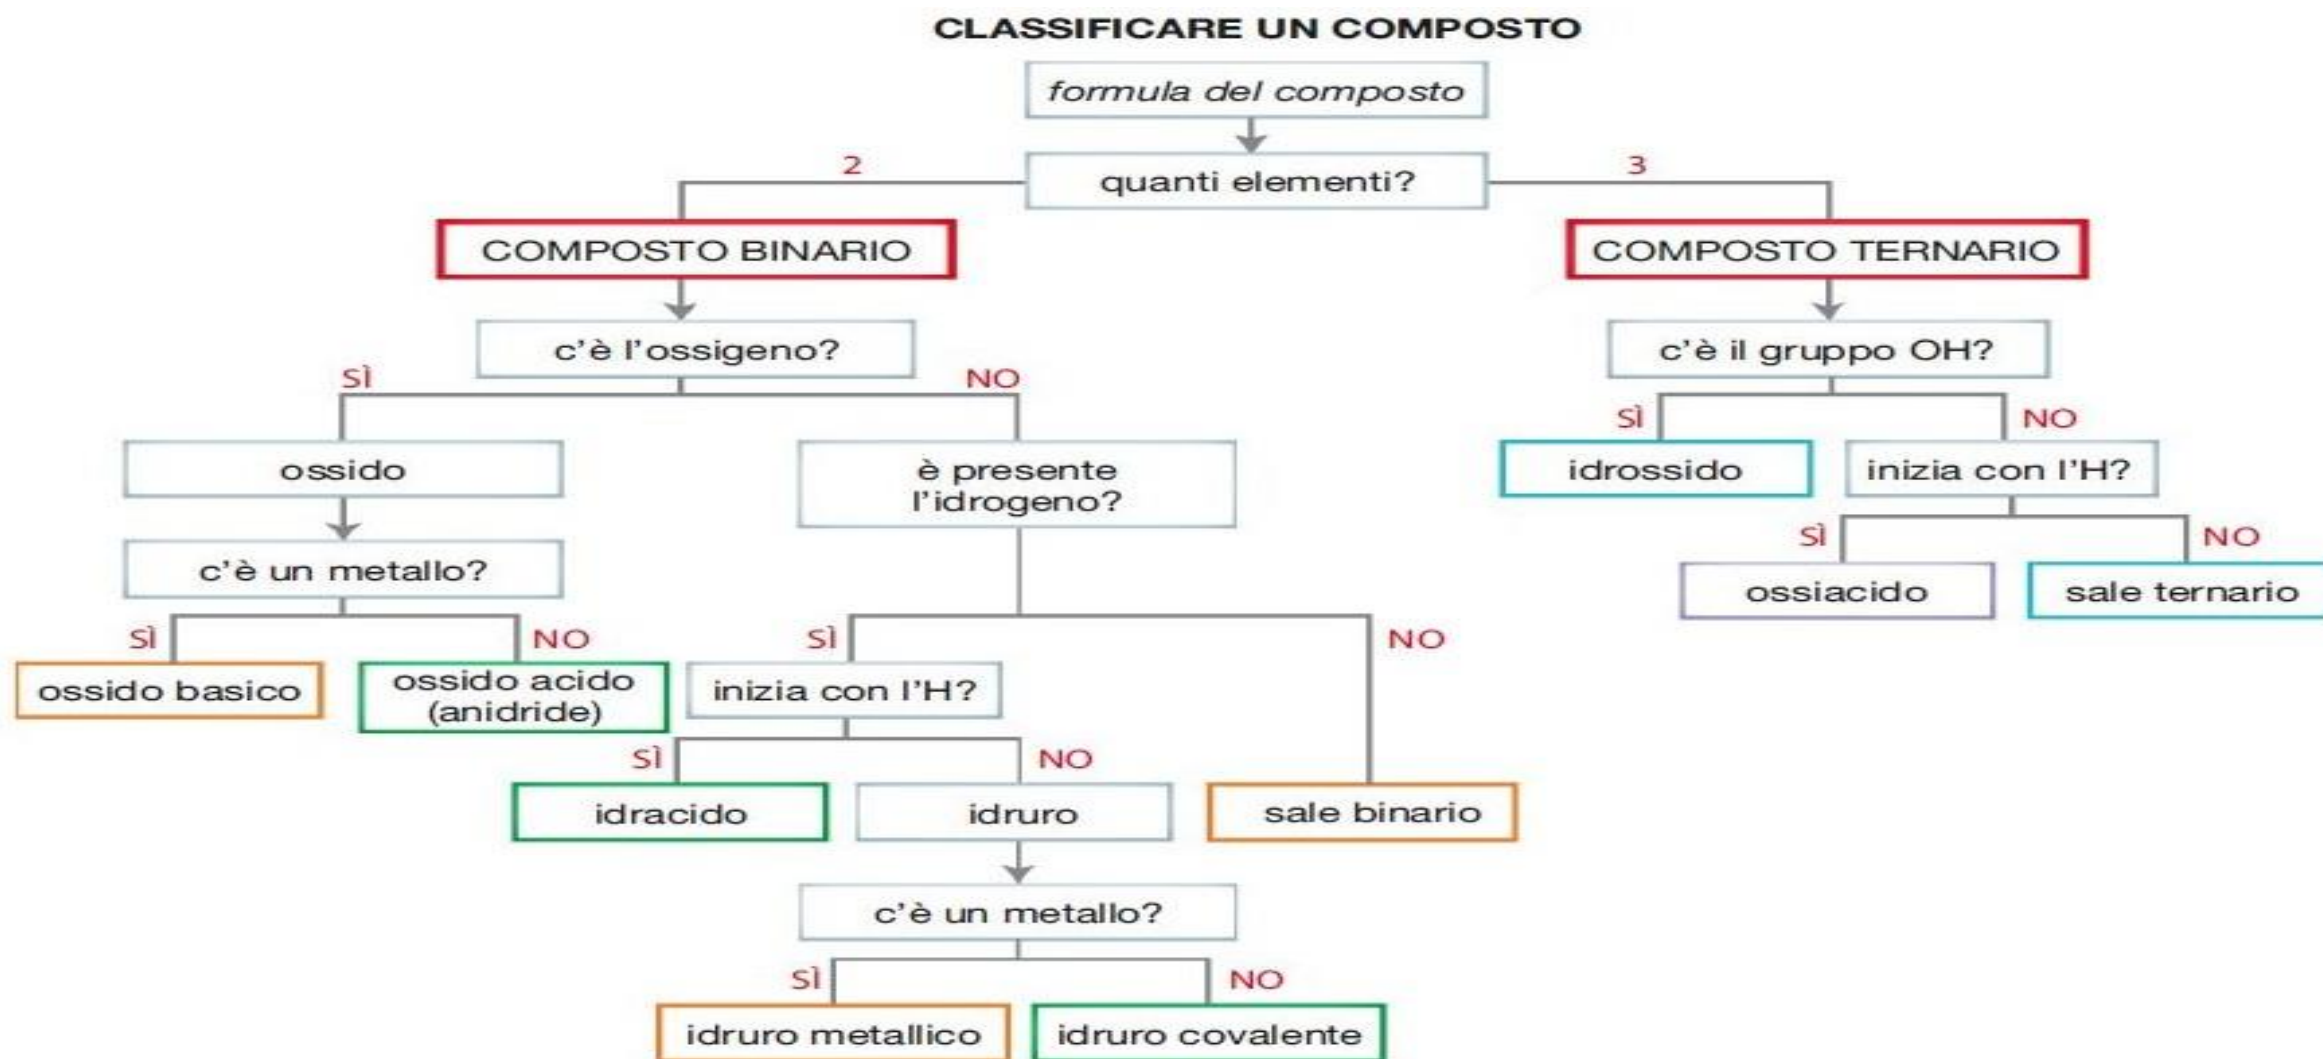 CLASSIFICARE UN COMPOSTO
formula del composto
quanti elementi?
2
3
COMPOSTO BINARIO
COMPOSTO TERNARIO
c'è l'ossigeno?
c'è il gruppo OH?
SÌ
NO
SÌ
NO
ossido
è presente
l'idrogeno?
idrossido
inizia con l'H?
SÌ
NO
c'è un metallo?
ossiacido
sale ternario
SÌ
NO
SÌ
NO
ossido basico
ossido acido
(anidride)
inizia con l'H?
SÌ
NO
idracido
idruro
sale binario
c'è un metallo?
SÌ
NO
idruro metallico
idruro covalente